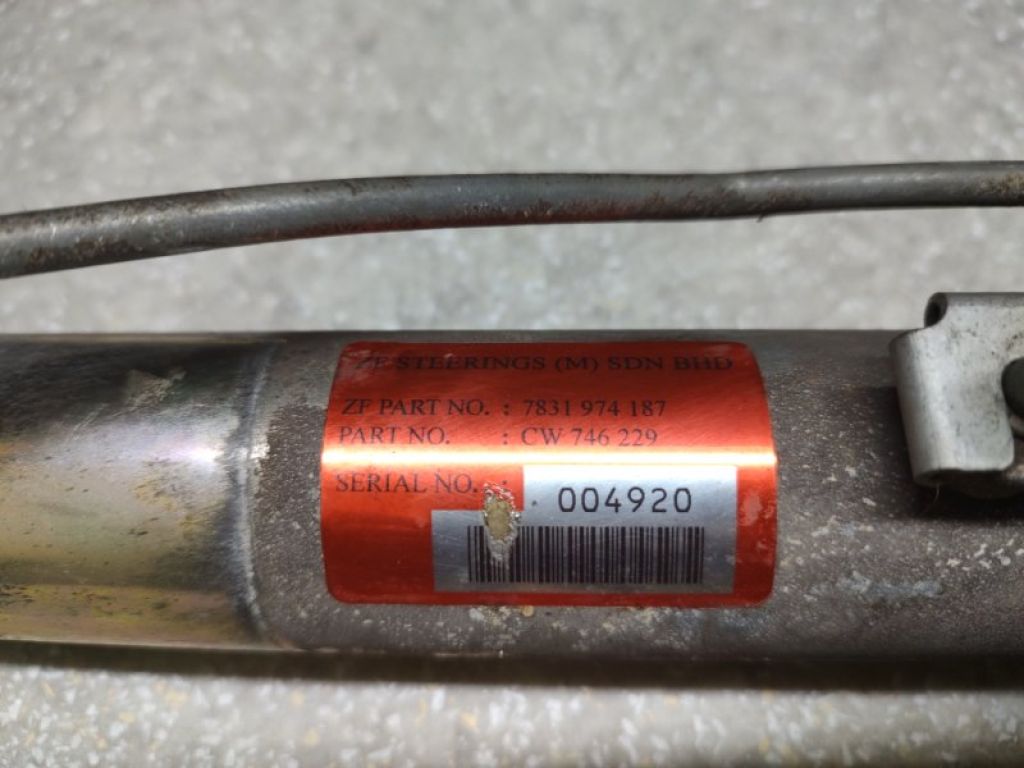 ZF STEERINGS (M) SDN BHD
ZF PART NO. : 7831 974 187
PART NO. : CW 746 229
SERIAL NO. :
004920